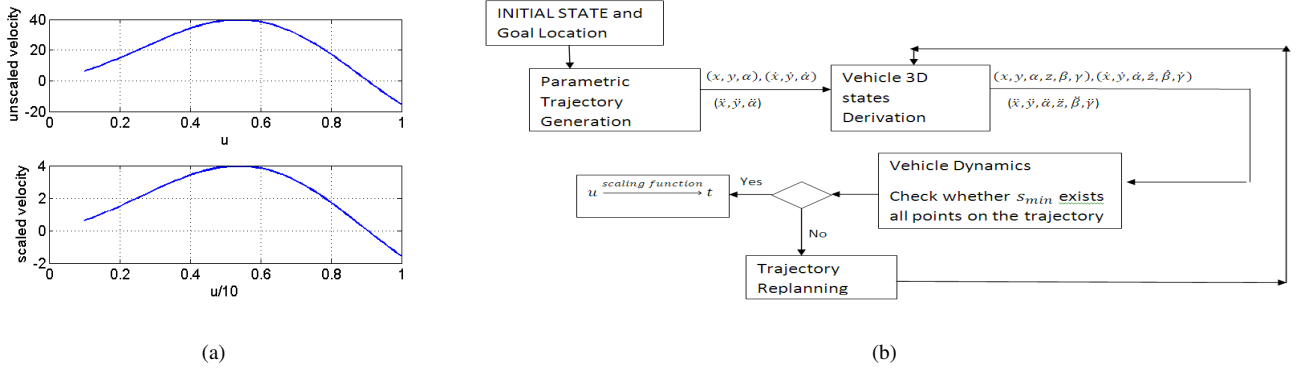 40
20
0
-20
unscaled velocity
0
0.2
0.4
0.6
0.8
1
u
4
2
0
-2
scaled velocity
0
0.2
0.4
0.6
0.8
1
u/10
(a)
INITIAL STATE and
Goal Location
Parametric
Trajectory
Generation
(x, y, α), (ẋ, ẏ, α̇)
(ẍ, ÿ, α̈)
Vehicle 3D
states
Derivation
(x, y, α, z, β, γ), (ẋ, ẏ, α̇, ż, β̇, γ̇)
(ẍ, ÿ, α̈, z̈, β̈, γ̈)
Vehicle Dynamics
Check whether s_min exists
all points on the trajectory
Yes
scaling function
u ⟶ t
No
Trajectory
Replanning
(b)